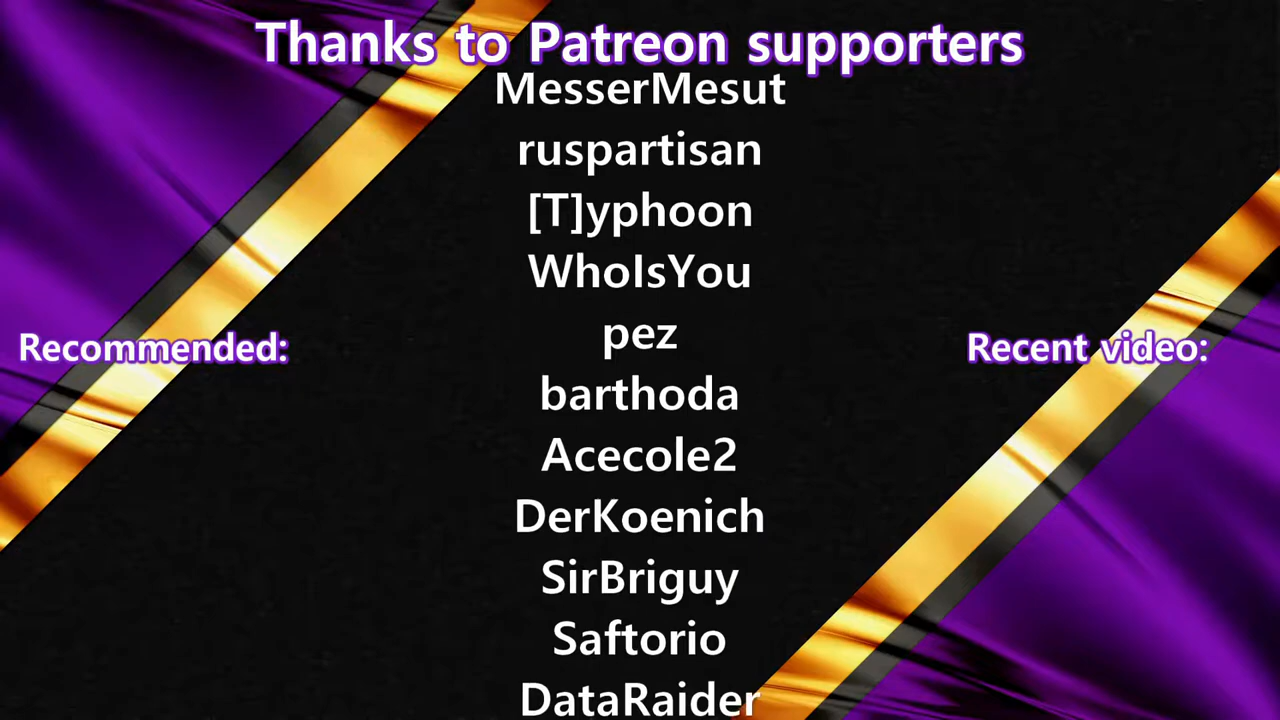 Thanks to Patreon supporters
MesserMesut
ruspartisan
[T]yphoon
WhoIsYou
pez
Recommended:
Recent video:
barthoda
Acecole2
DerKoenich
SirBriguy
Saftorio
DataRaider